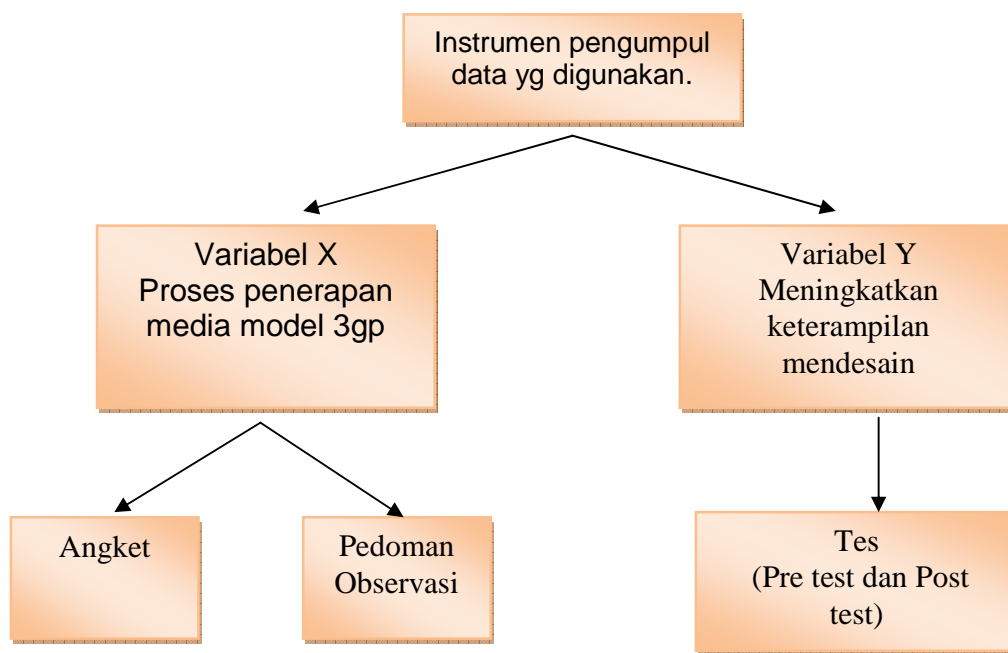 Instrumen pengumpul
data yg digunakan.
Variabel X
Proses penerapan
media model 3gp
Variabel Y
Meningkatkan
keterampilan
mendesain
Angket
Pedoman
Observasi
Tes
(Pre test dan Post
test)